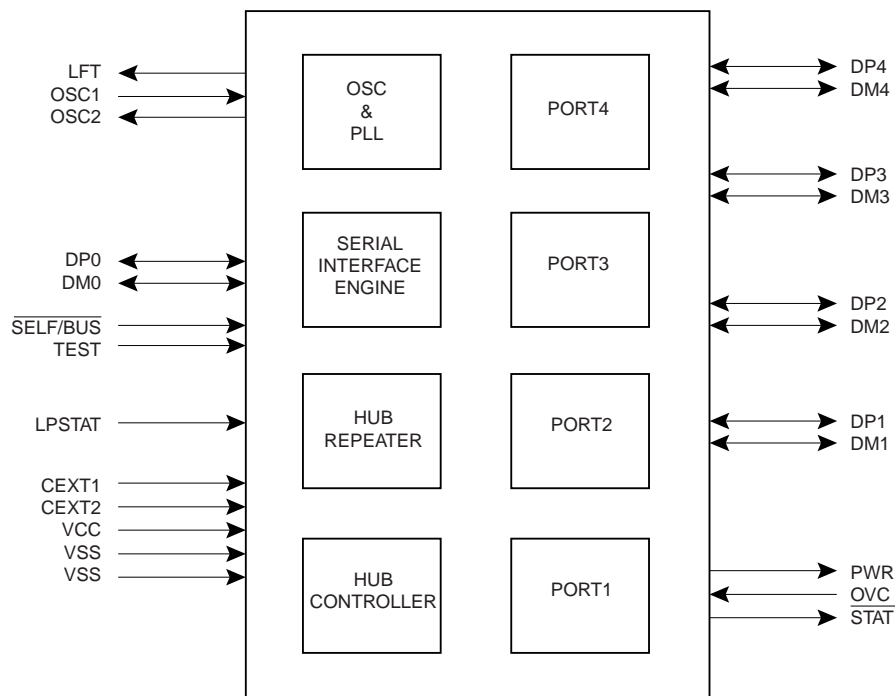 LFT
OSC1
OSC2
DP0
DM0
SELF/BUS
TEST
LPSTAT
CEXT1
CEXT2
VCC
VSS
VSS
OSC
&
PLL
SERIAL
INTERFACE
ENGINE
HUB
REPEATER
HUB
CONTROLLER
PORT4
PORT3
PORT2
PORT1
DP4
DM4
DP3
DM3
DP2
DM2
DP1
DM1
PWR
OVC
STAT